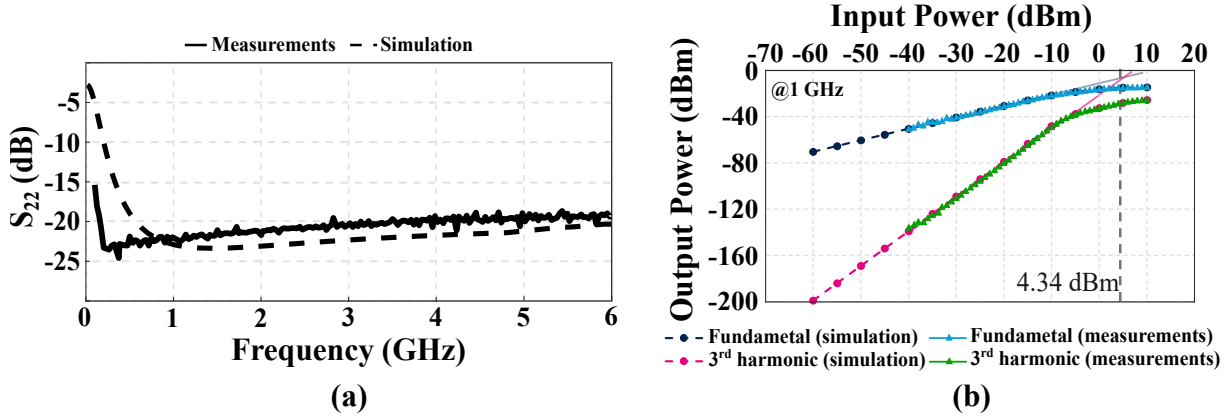 Measurements Simulation
-5
-10
-15
-20
-25
S22 (dB)
0 1 2 3 4 5 6
Frequency (GHz)
(a)
Input Power (dBm)
-70 -60 -50 -40 -30 -20 -10 0 10 20
@1 GHz
0
-40
-80
-120
-160
-200
Output Power (dBm)
4.34 dBm
Fundametal (simulation) Fundametal (measurements)
3rd harmonic (simulation) 3rd harmonic (measurements)
(b)